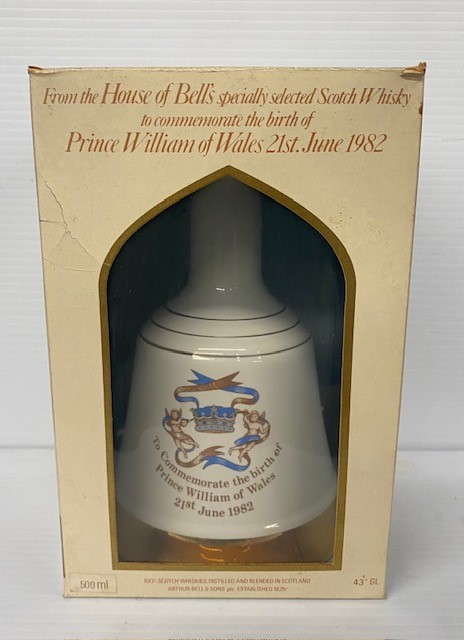 From the House of Bell's specially selected Scotch Whisky
to commemorate the birth of
Prince William of Wales 21st. June 1982
To Commemorate the birth of
Prince William of Wales
21st June 1982
500 ml
100% SCOTCH WHISKIES, DISTILLED AND BLENDED IN SCOTLAND
ARTHUR BELL & SONS plc ESTABLISHED 1825
43° GL